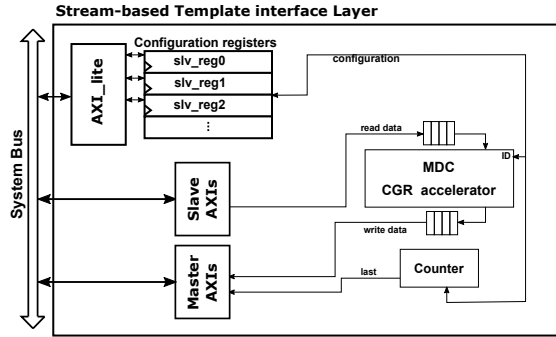 Stream-based Template interface Layer
System Bus
AXI_lite
Configuration registers
slv_reg0
slv_reg1
slv_reg2
⋮
configuration
read data
ID
MDC
CGR accelerator
Slave
AXIs
write data
Master
AXIs
last
Counter